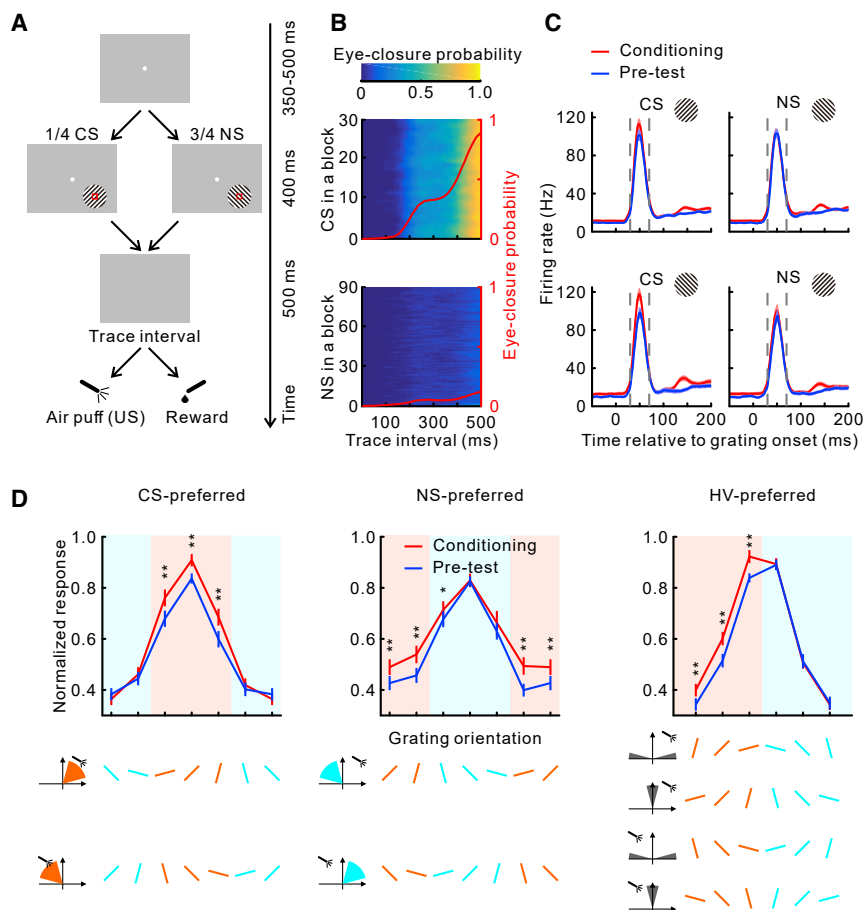 A
350-500 ms
1/4 CS
3/4 NS
400 ms
500 ms
Trace interval
Air puff (US)
Reward
Time
B
Eye-closure probability
0
0.5
1.0
30
20
10
0
CS in a block
1
0
90
60
30
0
NS in a block
1
0
Eye-closure probability
100
300
500
Trace interval (ms)
C
Conditioning
Pre-test
CS
NS
120
80
40
0
Firing rate (Hz)
CS
NS
120
80
40
0
0
100
200
0
100
200
Time relative to grating onset (ms)
D
CS-preferred
NS-preferred
HV-preferred
1.0
0.8
0.6
0.4
Normalized response
**
**
**
1.0
0.8
0.6
0.4
Conditioning
Pre-test
**
**
*
**
**
1.0
0.8
0.6
0.4
**
**
**
Grating orientation